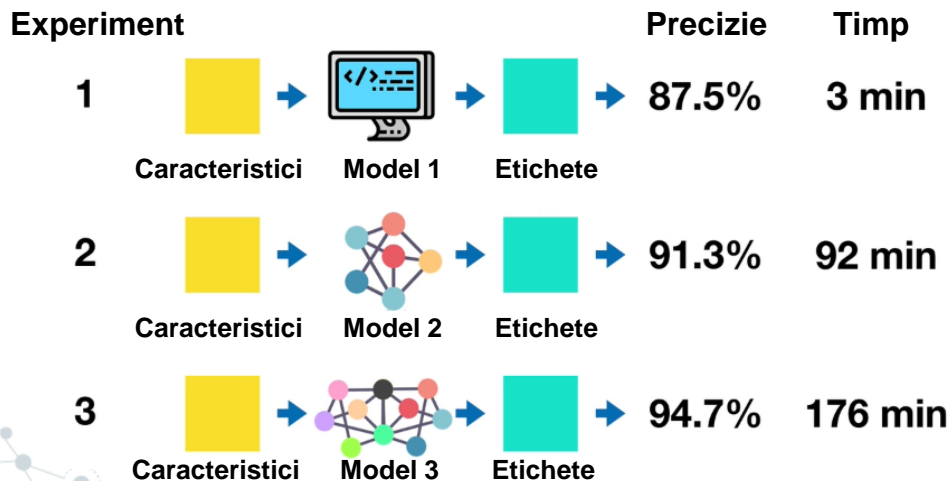 Experiment Precizie Timp
1 </> 87.5% 3 min
Caracteristici Model 1 Etichete
2 91.3% 92 min
Caracteristici Model 2 Etichete
3 94.7% 176 min
Caracteristici Model 3 Etichete